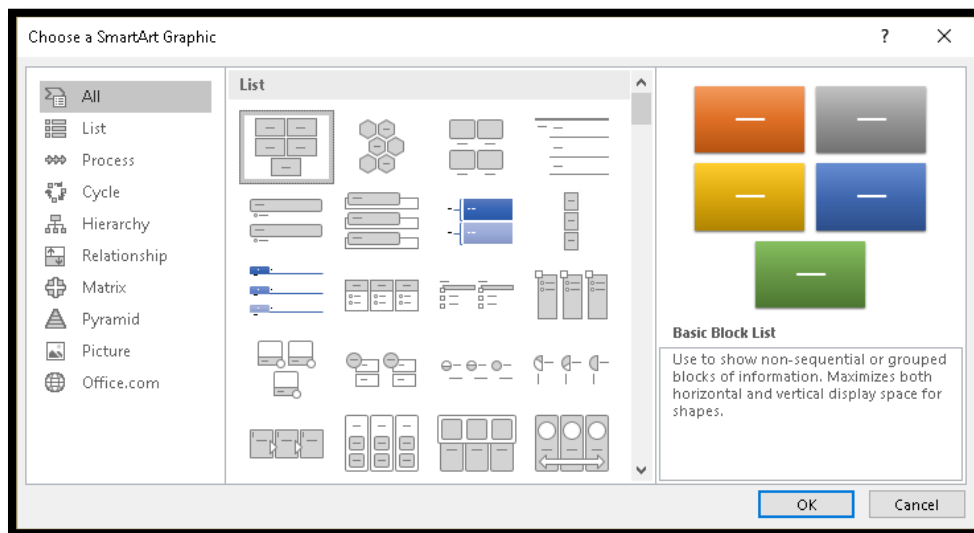 Choose a SmartArt Graphic
?
All
List
Process
Cycle
Hierarchy
Relationship
Matrix
Pyramid
Picture
Office.com
List
Basic Block List
Use to show non-sequential or grouped
blocks of information. Maximizes both
horizontal and vertical display space for
shapes.
OK
Cancel